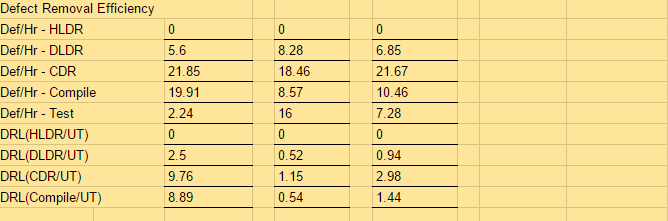 Defect Removal Efficiency
Def/Hr - HLDR 0 0 0
Def/Hr - DLDR 5.6 8.28 6.85
Def/Hr - CDR 21.85 18.46 21.67
Def/Hr - Compile 19.91 8.57 10.46
Def/Hr - Test 2.24 16 7.28
DRL(HLDR/UT) 0 0 0
DRL(DLDR/UT) 2.5 0.52 0.94
DRL(CDR/UT) 9.76 1.15 2.98
DRL(Compile/UT) 8.89 0.54 1.44